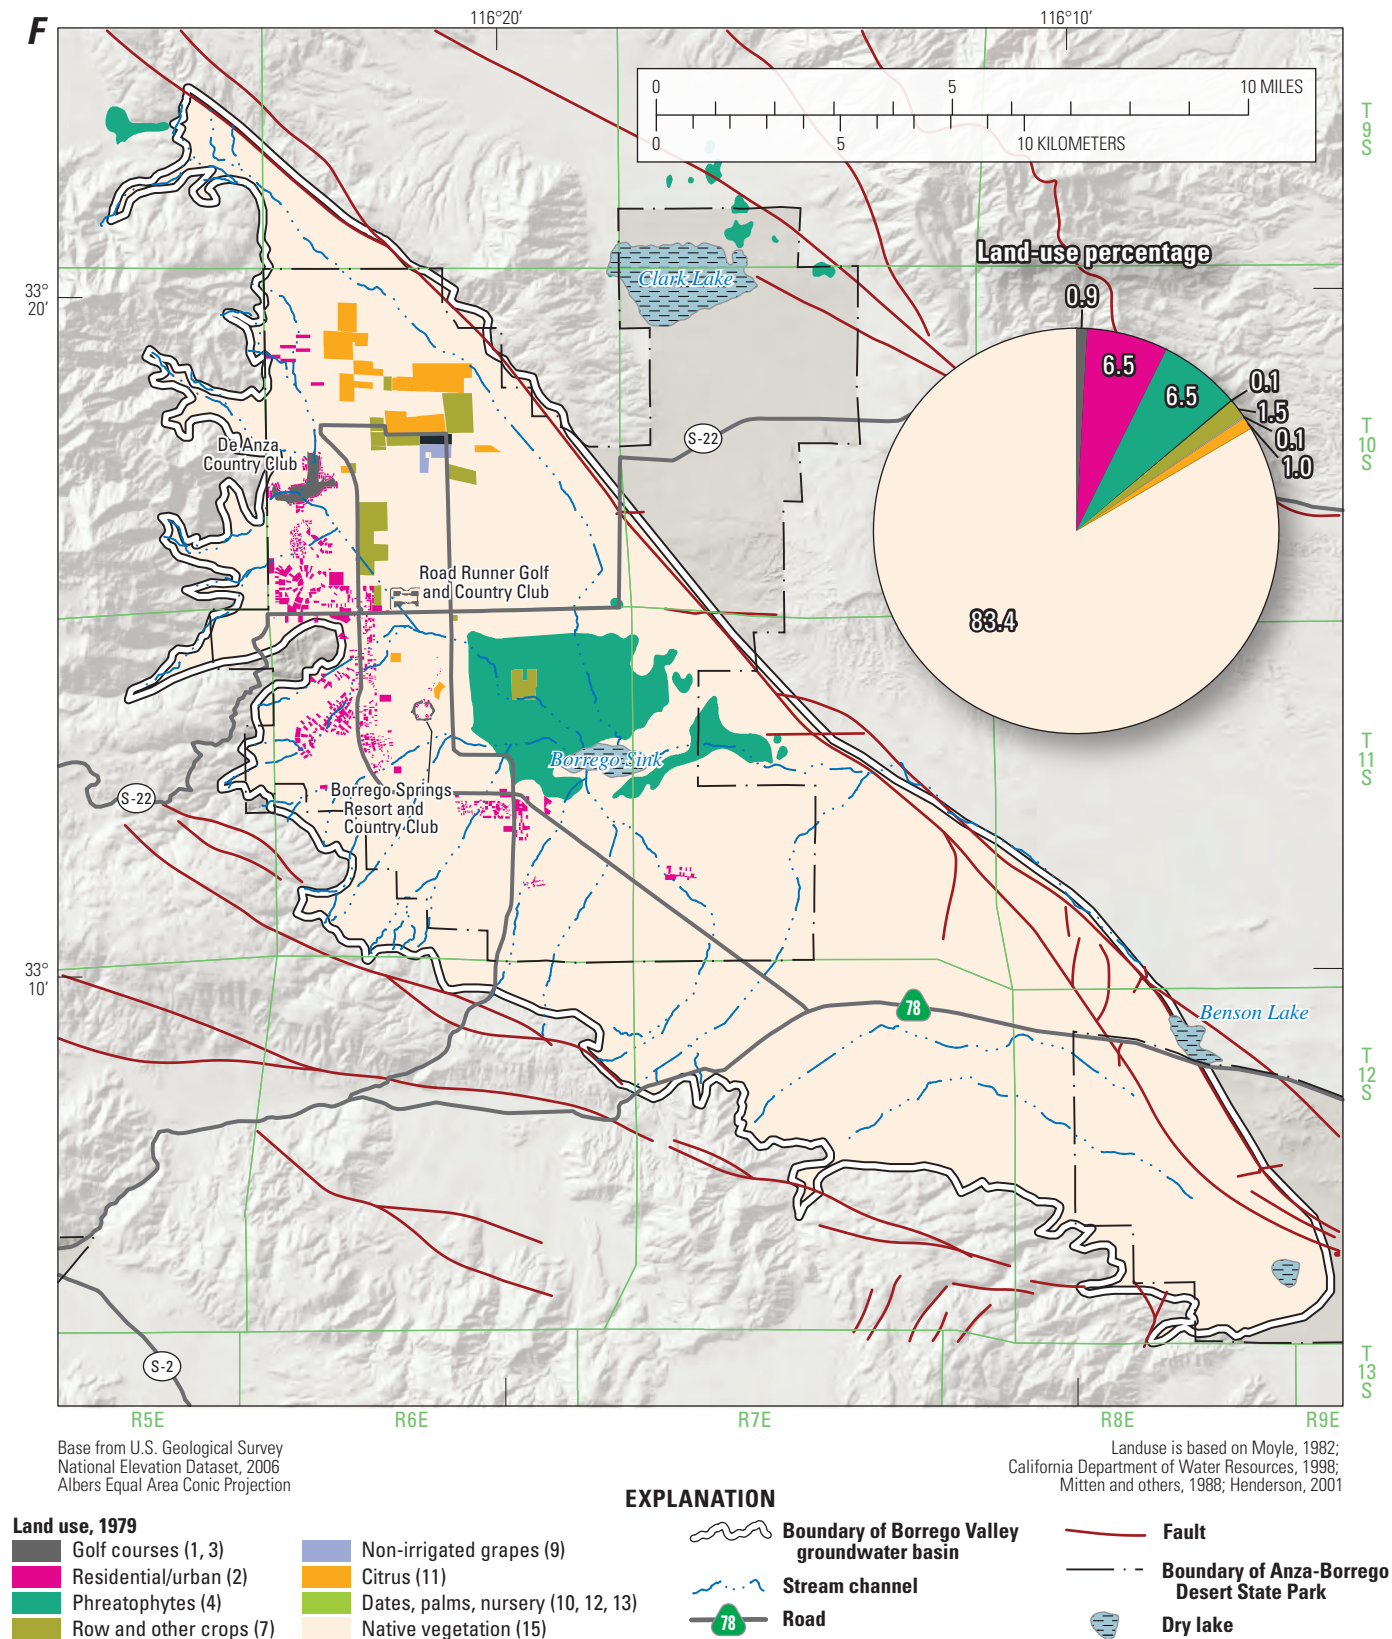 F
116°20'
116°10'
0 5 10 MILES
0 5 10 KILOMETERS
T
9
S
Land-use percentage
0.9
6.5
6.5
0.1
1.5
0.1
1.0
83.4
Clark Lake
33°
20'
S-22
T
10
S
De Anza
Country Club
Road Runner Golf
and Country Club
Borrego Sink
T
11
S
S-22
Borrego Springs
Resort and
Country Club
33°
10'
78
Benson Lake
T
12
S
S-2
T
13
S
R5E R6E R7E R8E R9E
Base from U.S. Geological Survey
National Elevation Dataset, 2006
Albers Equal Area Conic Projection
Landuse is based on Moyle, 1982;
California Department of Water Resources, 1998;
Mitten and others, 1988; Henderson, 2001
EXPLANATION
Land use, 1979
Golf courses (1, 3)
Residential/urban (2)
Phreatophytes (4)
Row and other crops (7)
Non-irrigated grapes (9)
Citrus (11)
Dates, palms, nursery (10, 12, 13)
Native vegetation (15)
Boundary of Borrego Valley
groundwater basin
Stream channel
78 Road
Fault
Boundary of Anza-Borrego
Desert State Park
Dry lake